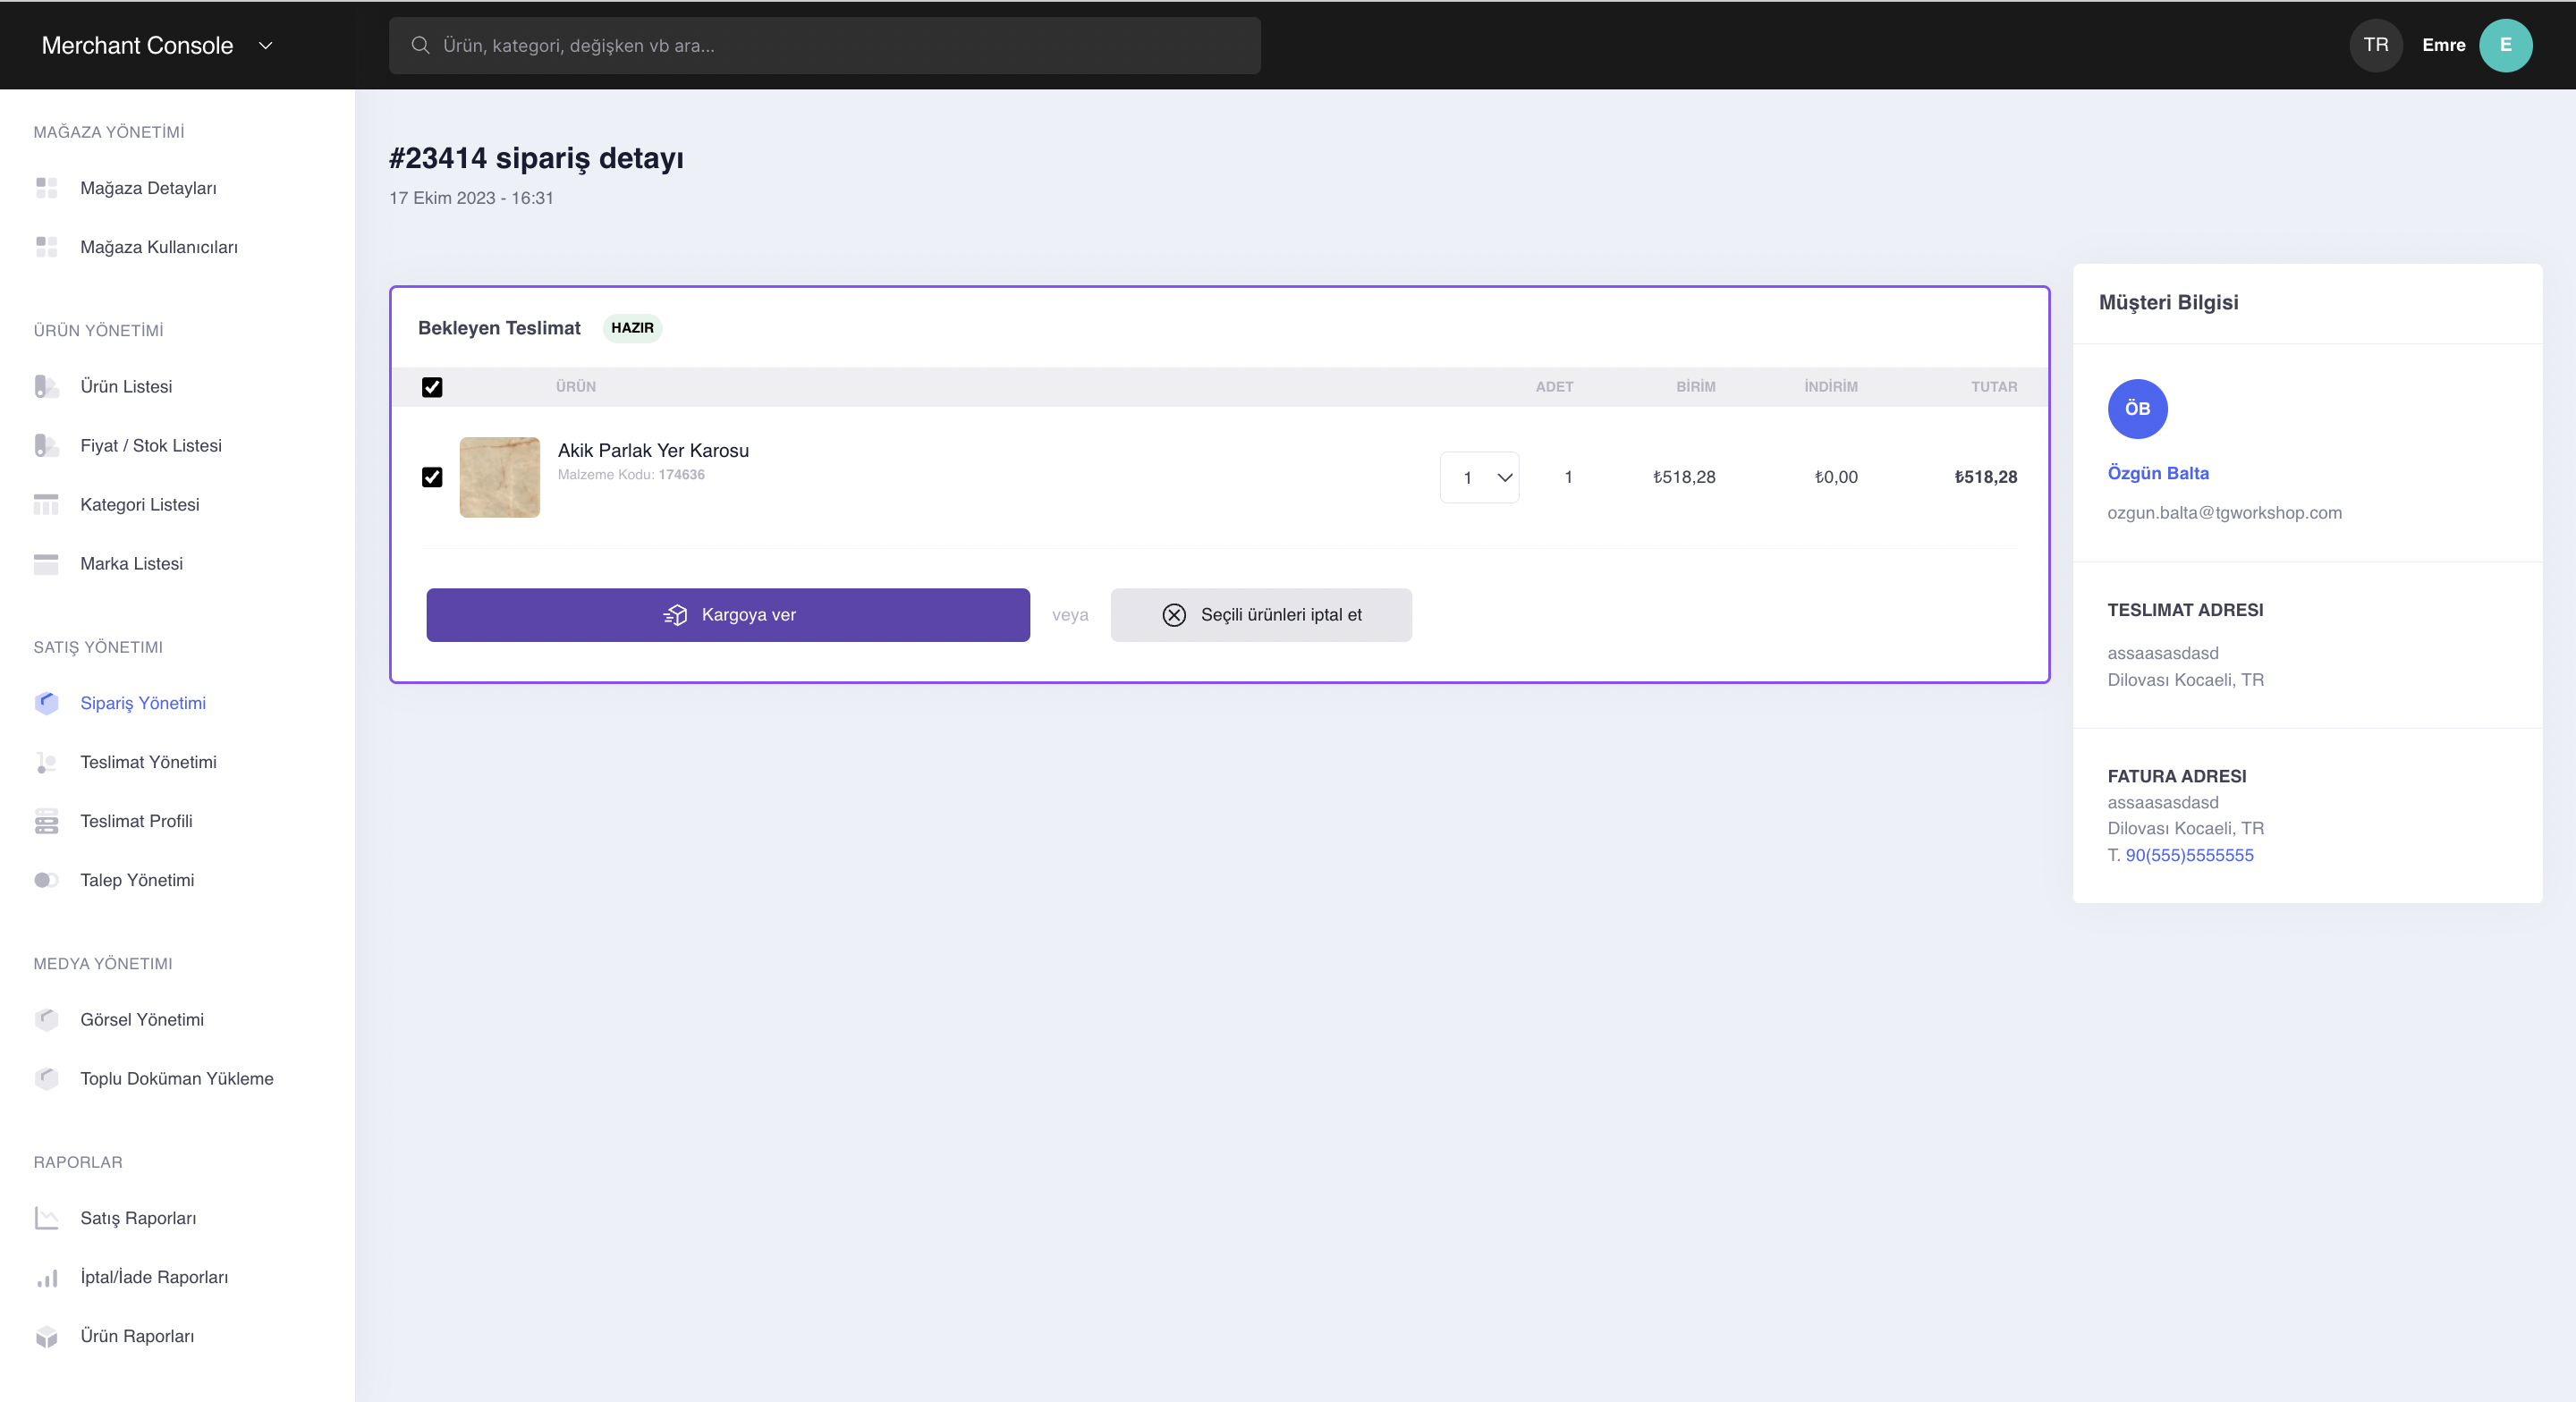 Merchant Console
Ürün, kategori, değişken vb ara...
TR
Emre
E
MAĞAZA YÖNETİMİ
Mağaza Detayları
Mağaza Kullanıcıları
ÜRÜN YÖNETİMİ
Ürün Listesi
Fiyat / Stok Listesi
Kategori Listesi
Marka Listesi
SATIŞ YÖNETIMI
Sipariş Yönetimi
Teslimat Yönetimi
Teslimat Profili
Talep Yönetimi
MEDYA YÖNETIMI
Görsel Yönetimi
Toplu Doküman Yükleme
RAPORLAR
Satış Raporları
İptal/İade Raporları
Ürün Raporları
#23414 sipariş detayı
17 Ekim 2023 - 16:31
Bekleyen Teslimat HAZIR
ÜRÜN ADET BİRİM İNDİRİM TUTAR
Akik Parlak Yer Karosu
Malzeme Kodu: 174636
1 1 ₺518,28 ₺0,00 ₺518,28
Kargoya ver veya Seçili ürünleri iptal et
Müşteri Bilgisi
ÖB
Özgün Balta
ozgun.balta@tgworkshop.com
TESLIMAT ADRESI
assaasasdasd
Dilovası Kocaeli, TR
FATURA ADRESI
assaasasdasd
Dilovası Kocaeli, TR
T. 90(555)5555555